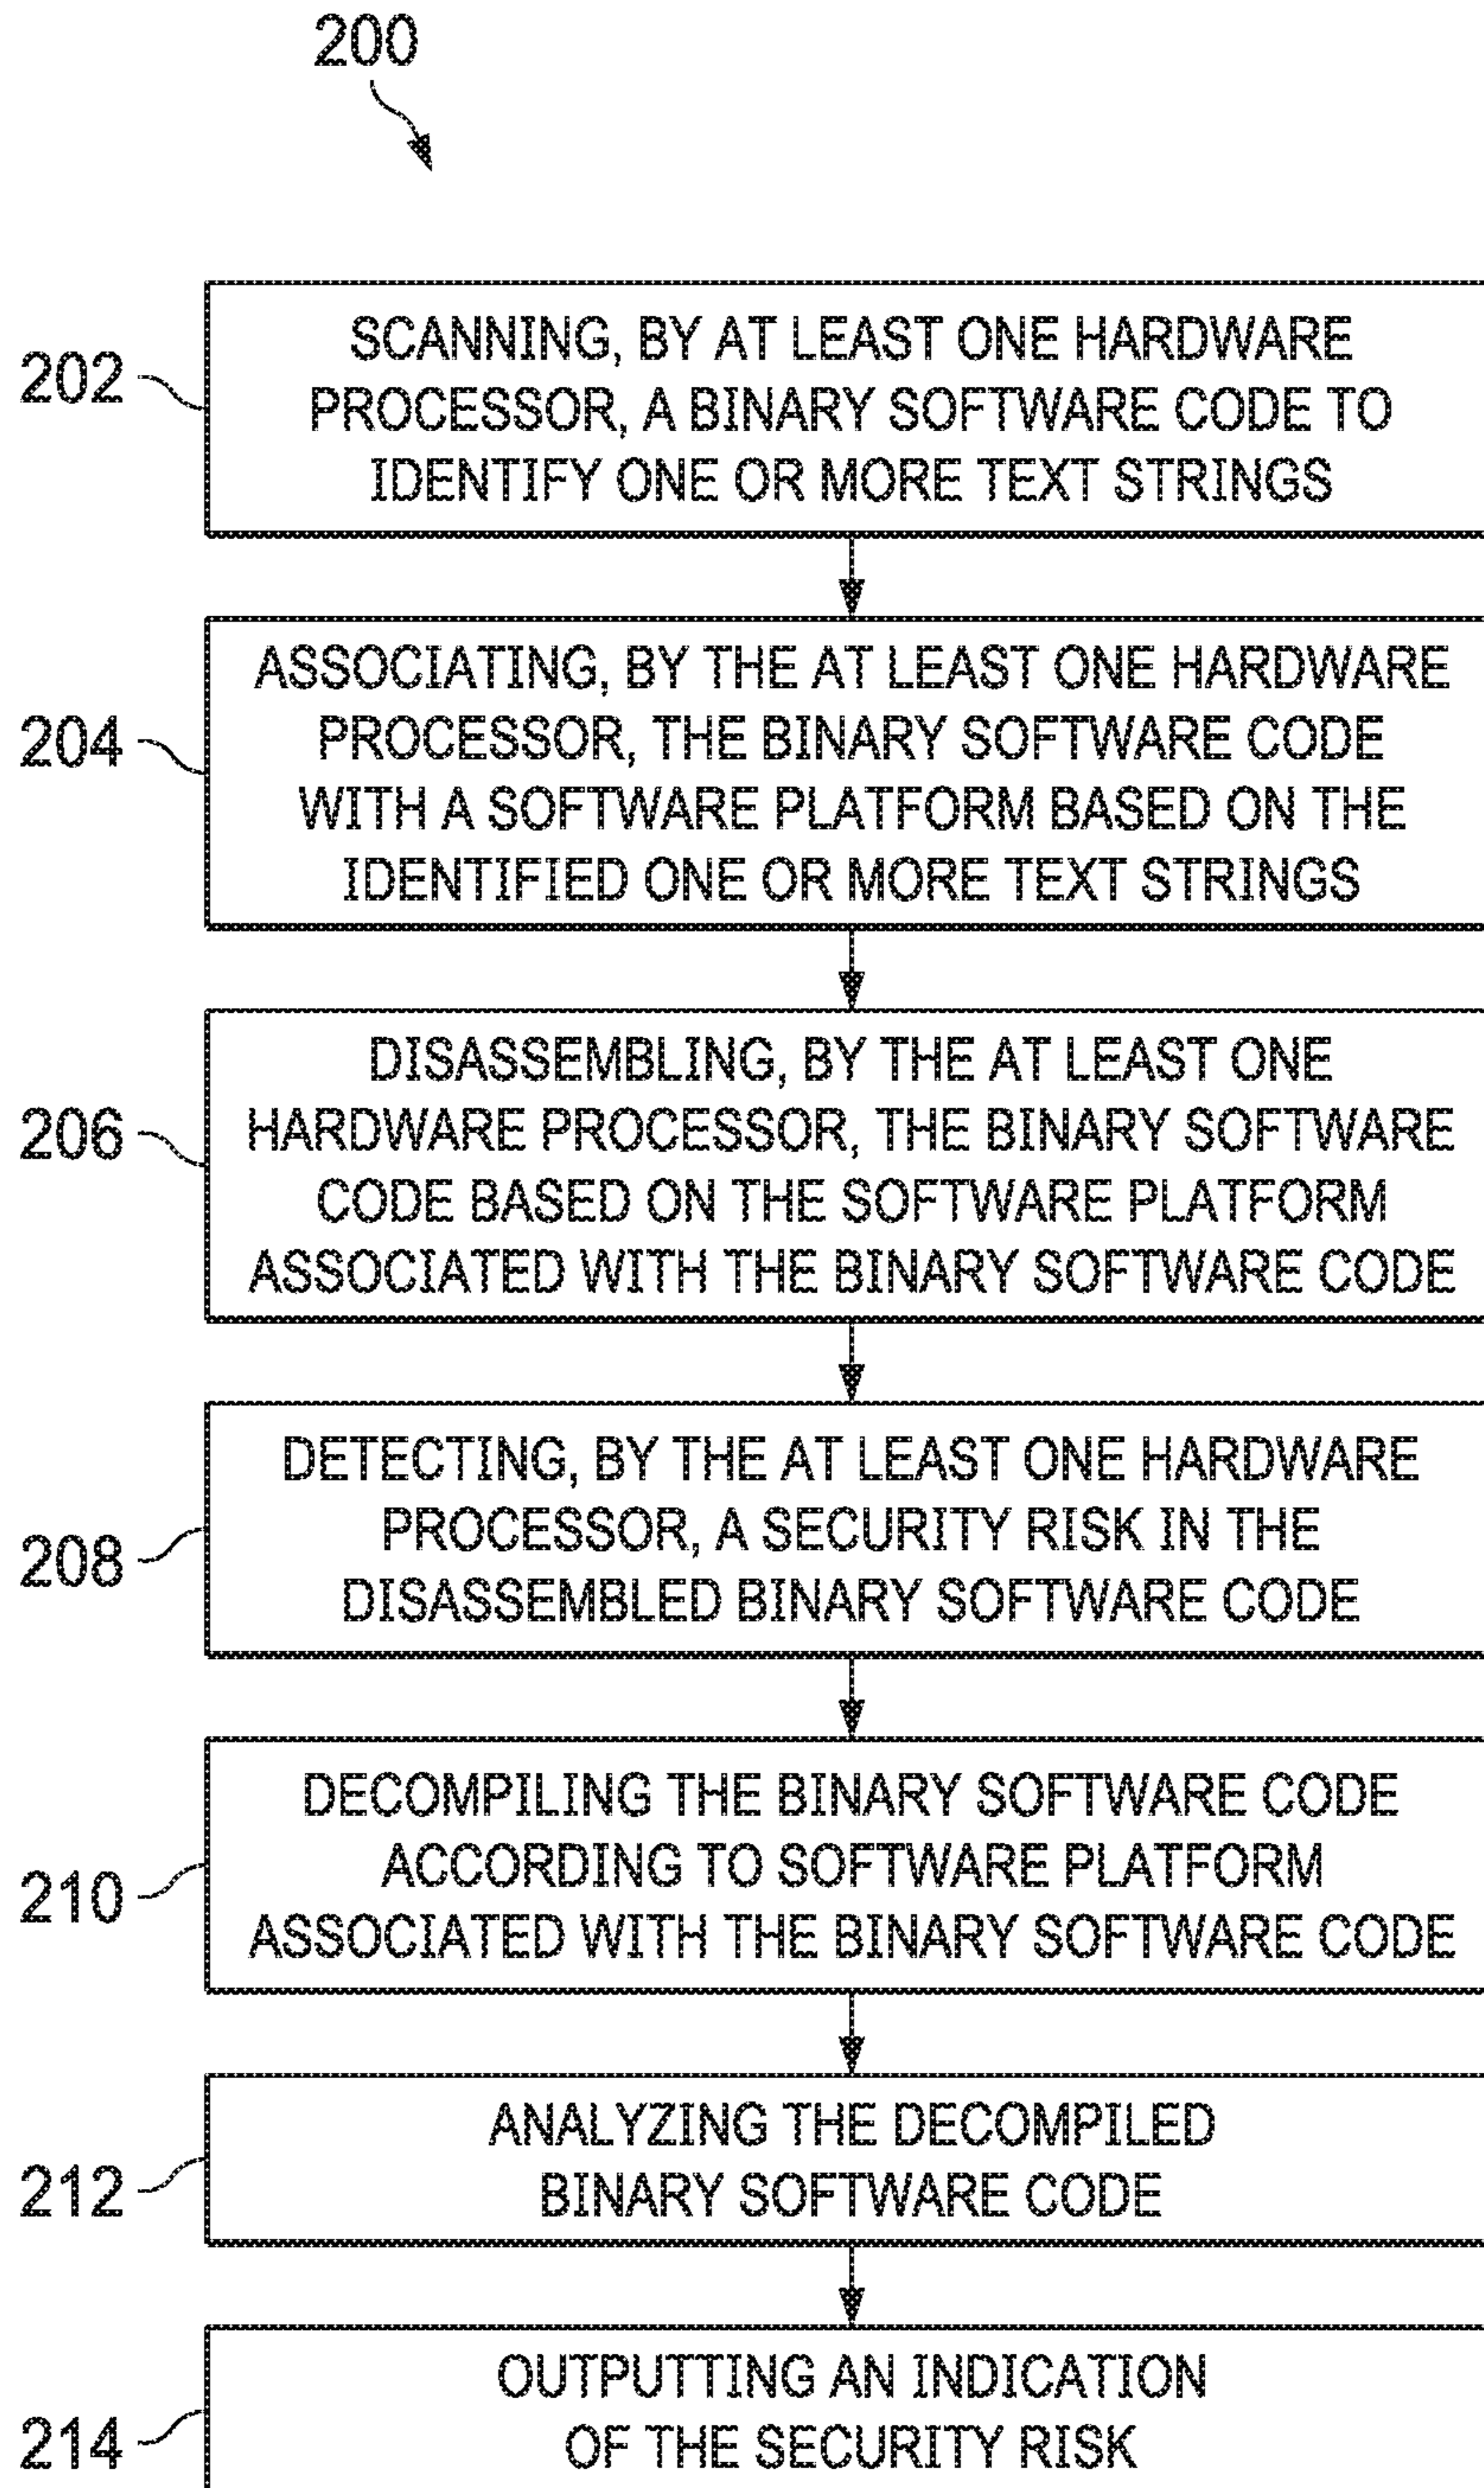 200
202
SCANNING, BY AT LEAST ONE HARDWARE
PROCESSOR, A BINARY SOFTWARE CODE TO
IDENTIFY ONE OR MORE TEXT STRINGS
204
ASSOCIATING, BY THE AT LEAST ONE HARDWARE
PROCESSOR, THE BINARY SOFTWARE CODE
WITH A SOFTWARE PLATFORM BASED ON THE
IDENTIFIED ONE OR MORE TEXT STRINGS
206
DISASSEMBLING, BY THE AT LEAST ONE
HARDWARE PROCESSOR, THE BINARY SOFTWARE
CODE BASED ON THE SOFTWARE PLATFORM
ASSOCIATED WITH THE BINARY SOFTWARE CODE
208
DETECTING, BY THE AT LEAST ONE HARDWARE
PROCESSOR, A SECURITY RISK IN THE
DISASSEMBLED BINARY SOFTWARE CODE
210
DECOMPILING THE BINARY SOFTWARE CODE
ACCORDING TO SOFTWARE PLATFORM
ASSOCIATED WITH THE BINARY SOFTWARE CODE
212
ANALYZING THE DECOMPILED
BINARY SOFTWARE CODE
214
OUTPUTTING AN INDICATION
OF THE SECURITY RISK